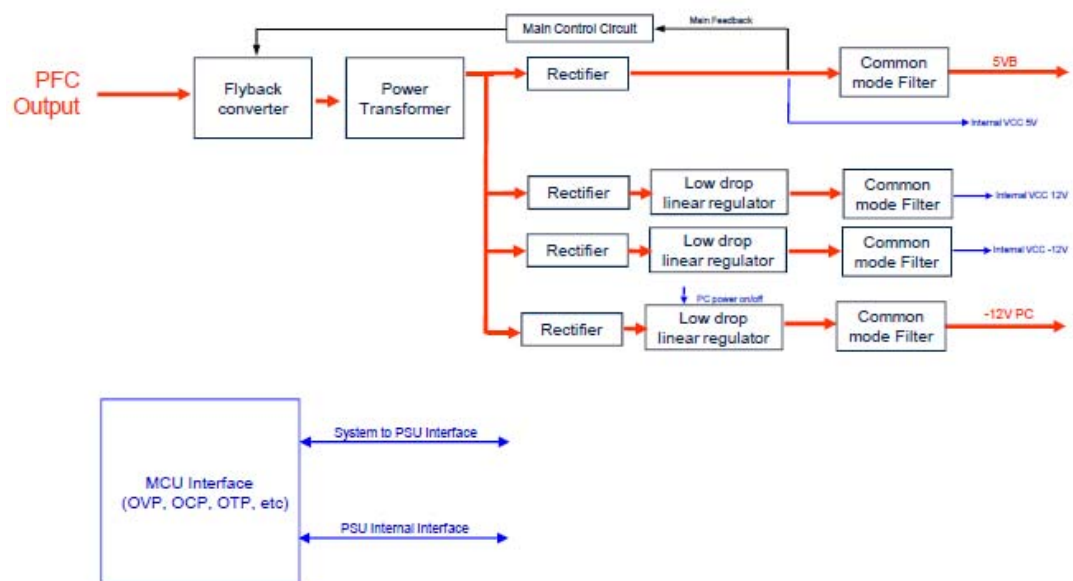 Main Control Circuit
Main Feedback
PFC
Output
Flyback
converter
Power
Transformer
Rectifier
Common
mode Filter
5VB
Internal VCC 5V
Rectifier
Low drop
linear regulator
Common
mode Filter
Internal VCC 12V
Rectifier
Low drop
linear regulator
Common
mode Filter
Internal VCC -12V
PC power on/off
Rectifier
Low drop
linear regulator
Common
mode Filter
-12V PC
MCU Interface
(OVP, OCP, OTP, etc)
System to PSU Interface
PSU Internal Interface